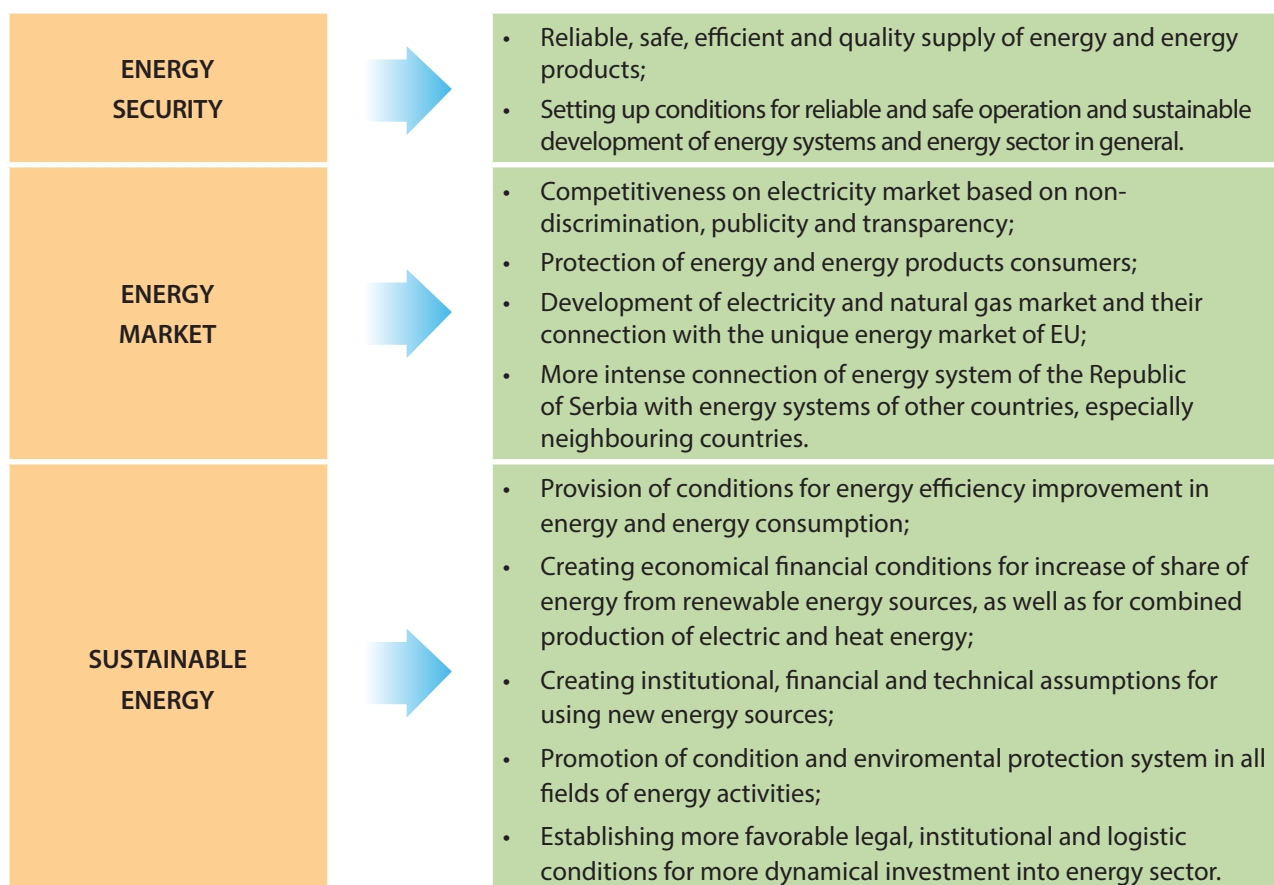 ENERGY
SECURITY
• Reliable, safe, efficient and quality supply of energy and energy
products;
• Setting up conditions for reliable and safe operation and sustainable
development of energy systems and energy sector in general.
ENERGY
MARKET
• Competitiveness on electricity market based on non-
discrimination, publicity and transparency;
• Protection of energy and energy products consumers;
• Development of electricity and natural gas market and their
connection with the unique energy market of EU;
• More intense connection of energy system of the Republic
of Serbia with energy systems of other countries, especially
neighbouring countries.
SUSTAINABLE
ENERGY
• Provision of conditions for energy efficiency improvement in
energy and energy consumption;
• Creating economical financial conditions for increase of share of
energy from renewable energy sources, as well as for combined
production of electric and heat energy;
• Creating institutional, financial and technical assumptions for
using new energy sources;
• Promotion of condition and enviromental protection system in all
fields of energy activities;
• Establishing more favorable legal, institutional and logistic
conditions for more dynamical investment into energy sector.